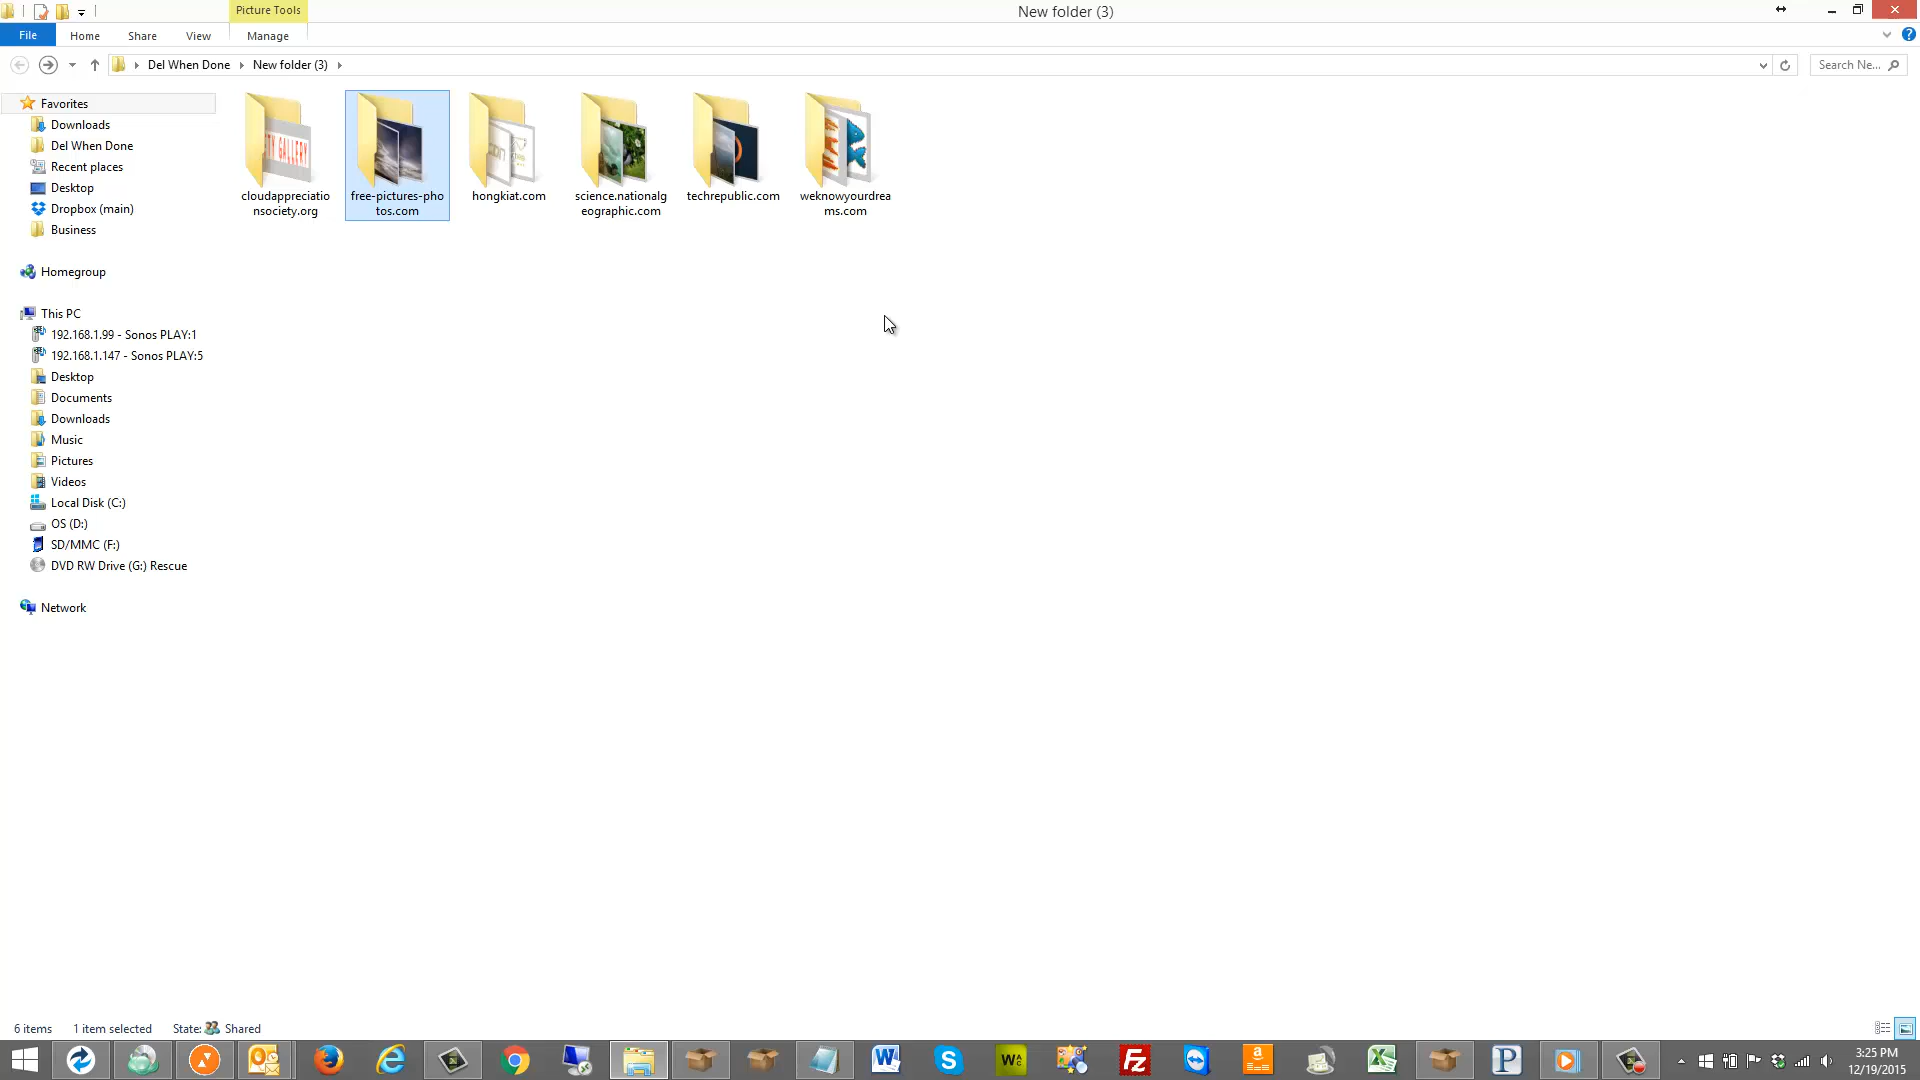 Picture Tools
New folder (3)
File
Home
Share
View
Manage
Del When Done
New folder (3)
Search Ne...
Favorites
Downloads
Del When Done
Recent places
Desktop
Dropbox (main)
Business
Homegroup
This PC
192.168.1.99 - Sonos PLAY:1
192.168.1.147 - Sonos PLAY:5
Desktop
Documents
Downloads
Music
Pictures
Videos
Local Disk (C:)
OS (D:)
SD/MMC (F:)
DVD RW Drive (G:) Rescue
Network
cloudappreciatio
nsociety.org
free-pictures-pho
tos.com
hongkiat.com
science.nationalg
eographic.com
techrepublic.com
weknowyourdrea
ms.com
6 items
1 item selected
State: Shared
3:25 PM
12/19/2015